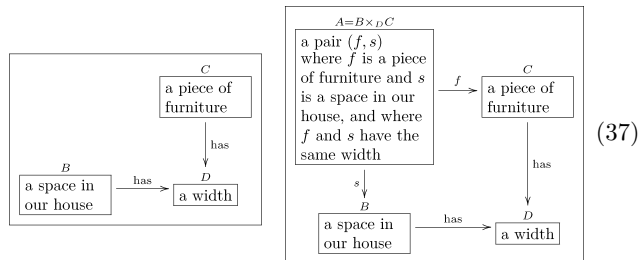 C
a piece of
furniture
has
B
a space in
our house
has
D
a width
A=B×_D C
a pair (f, s)
where f is a piece
of furniture and s
is a space in our
house, and where
f and s have the
same width
f
C
a piece of
furniture
s
has
B
a space in
our house
has
D
a width
(37)